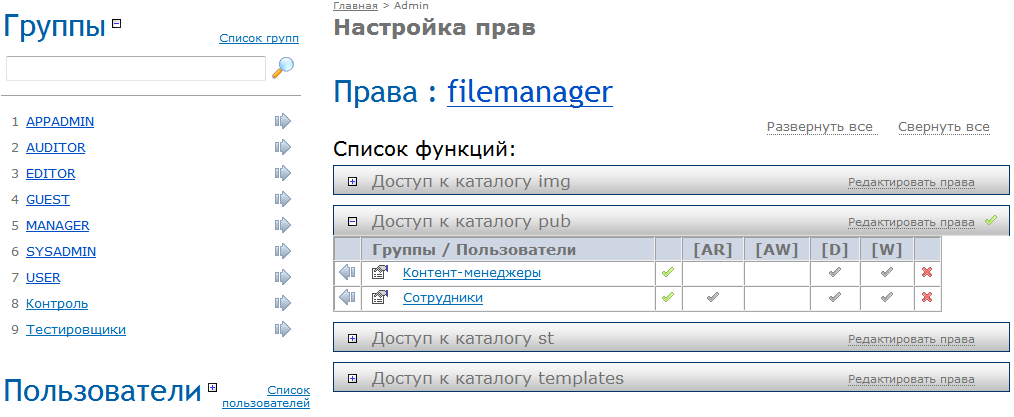 Группы
Список групп
1 APPADMIN
2 AUDITOR
3 EDITOR
4 GUEST
5 MANAGER
6 SYSADMIN
7 USER
8 Контроль
9 Тестировщики
Пользователи
Список
пользователей
Главная > Admin
Настройка прав
Права : filemanager
Развернуть все Свернуть все
Список функций:
Доступ к каталогу img Редактировать права
Доступ к каталогу pub Редактировать права
Группы / Пользователи [AR] [AW] [D] [W]
Контент-менеджеры
Сотрудники
Доступ к каталогу st Редактировать права
Доступ к каталогу templates Редактировать права